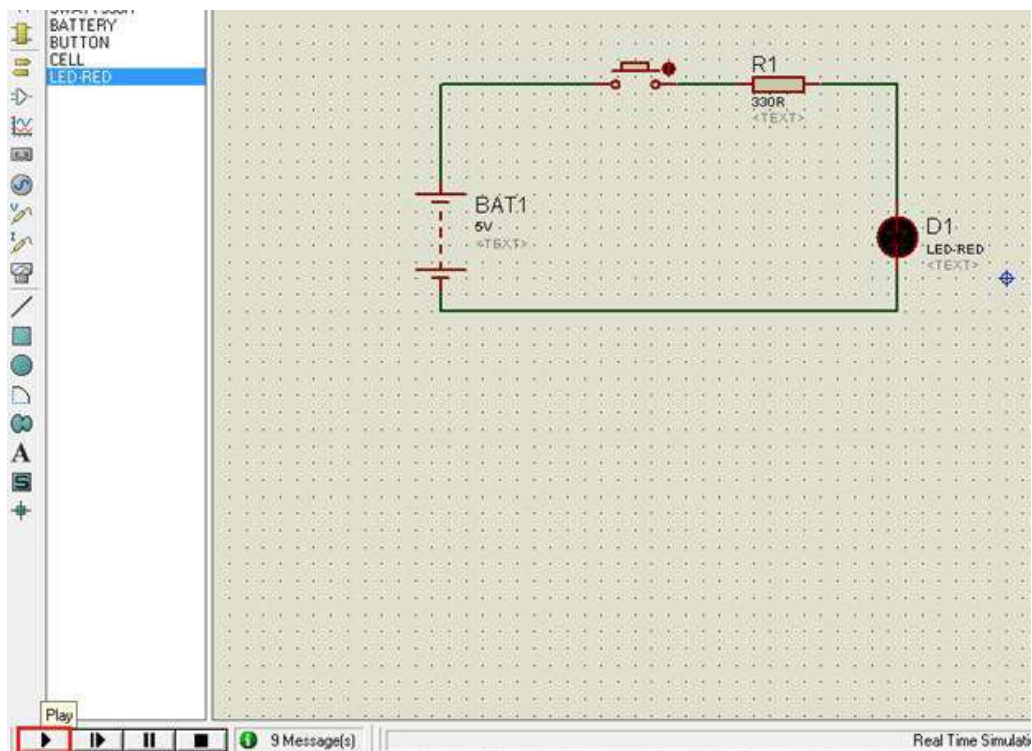 BATTERY
BUTTON
CELL
LED-RED
R1
330R
<TEXT>
BAT1
5V
<TEXT>
D1
LED-RED
<TEXT>
A
S
Play
9 Message(s)
Real Time Simulati